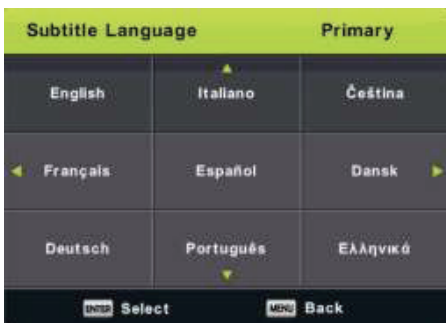 Subtitle Language Primary
English Italiano Čeština
Français Español Dansk
Deutsch Português Ελληνικά
ENTER Select MENU Back